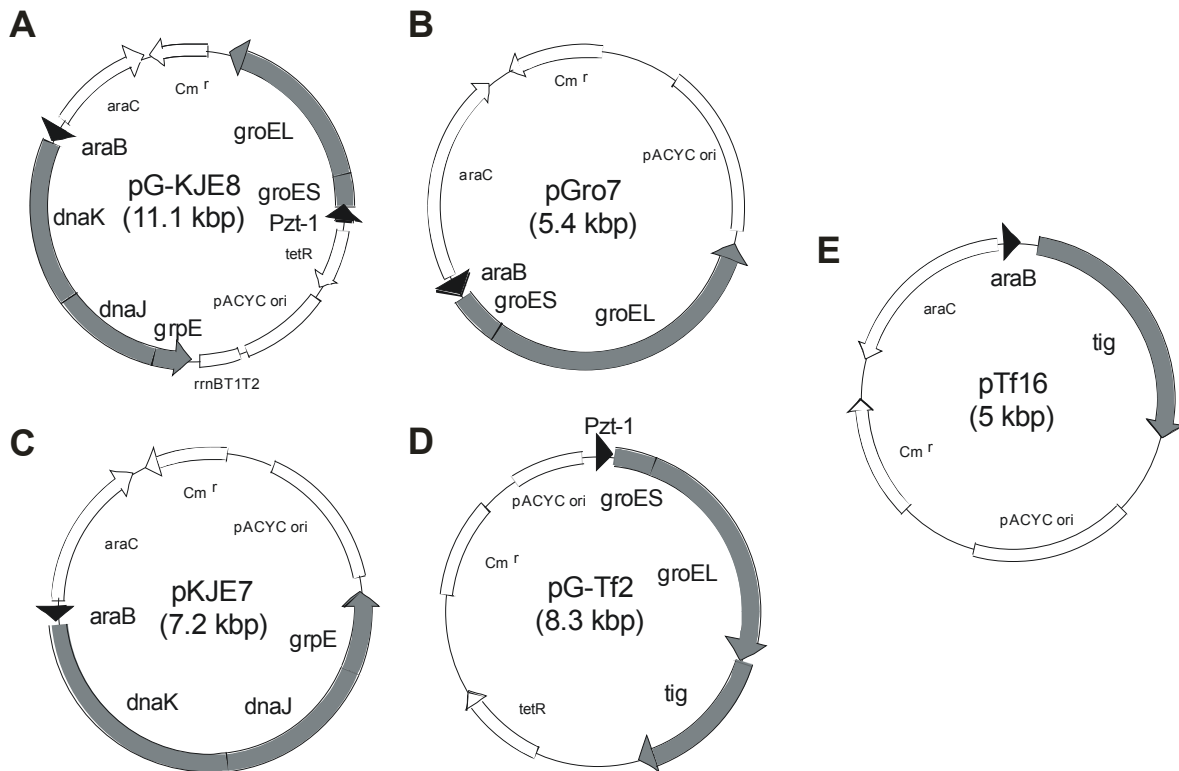 A
Cm r
araC
groEL
araB
pG-KJE8
(11.1 kbp)
groES
Pzt-1
dnaK
tetR
pACYC ori
dnaJ
grpE
rrnBT1T2
B
Cm r
pACYC ori
araC
pGro7
(5.4 kbp)
araB
groES
groEL
C
Cm r
pACYC ori
araC
pKJE7
(7.2 kbp)
araB
grpE
dnaK
dnaJ
D
Pzt-1
pACYC ori
groES
Cm r
groEL
pG-Tf2
(8.3 kbp)
tig
tetR
E
araB
araC
tig
pTf16
(5 kbp)
Cm r
pACYC ori